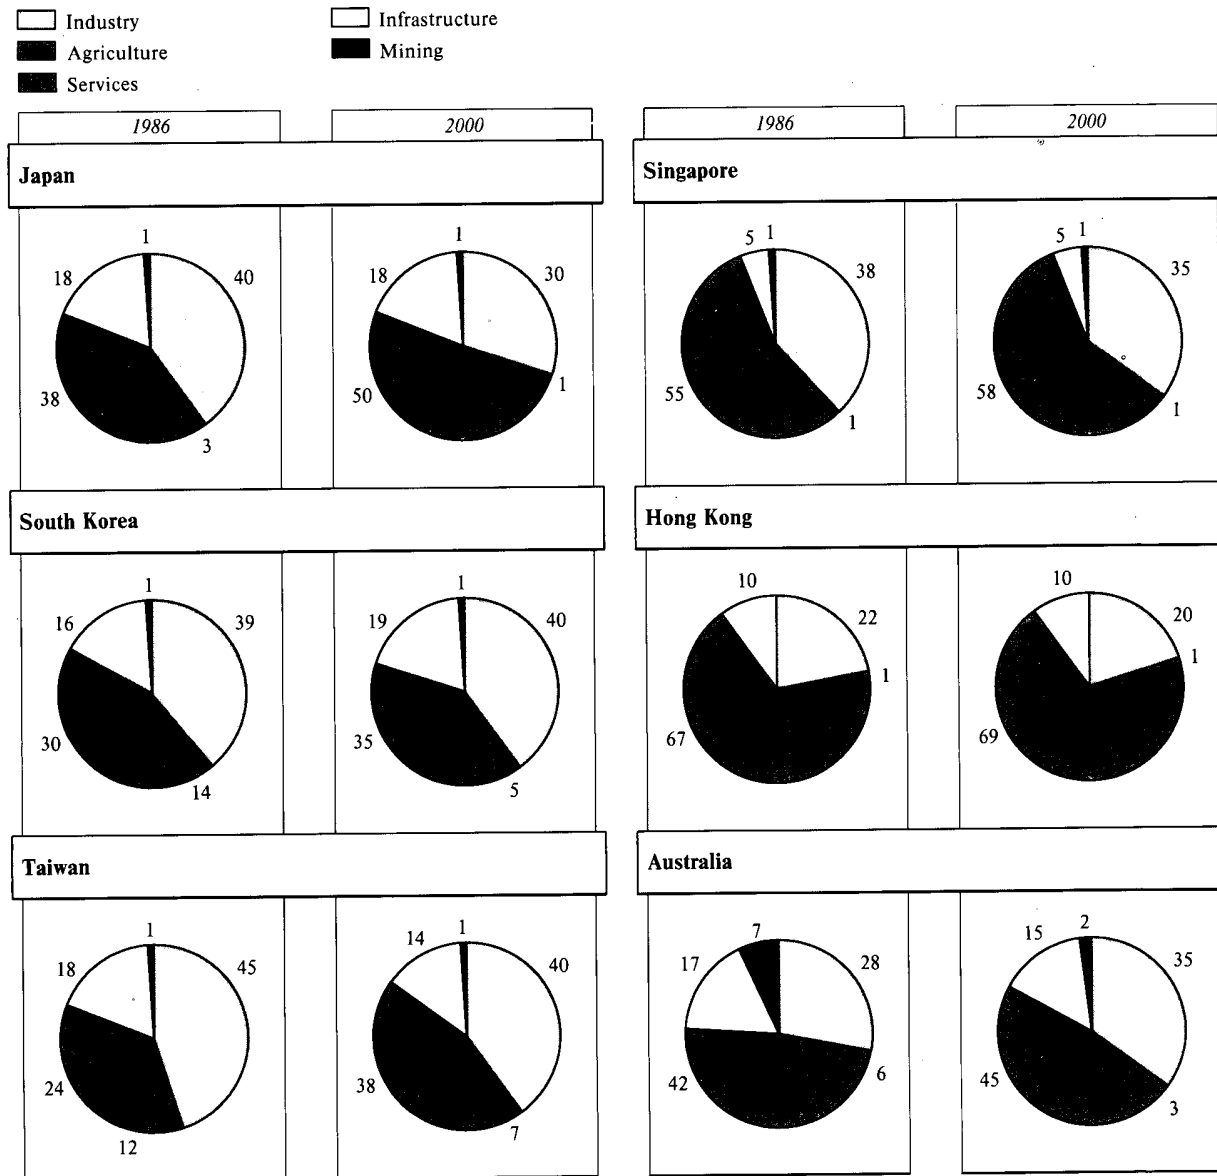 Industry Infrastructure
Agriculture Mining
Services
1986 2000 1986 2000
Japan Singapore
1 1 5 1 5 1
18 40 18 30 38 35
38 3 50 1 55 1 58 1
South Korea Hong Kong
1 1 10 10
16 39 19 40 22 20
1 1
30 14 35 5 67 69
Taiwan Australia
1 14 1 7 15 2
18 45 40 17 28 35
24 12 38 7 42 6 45 3